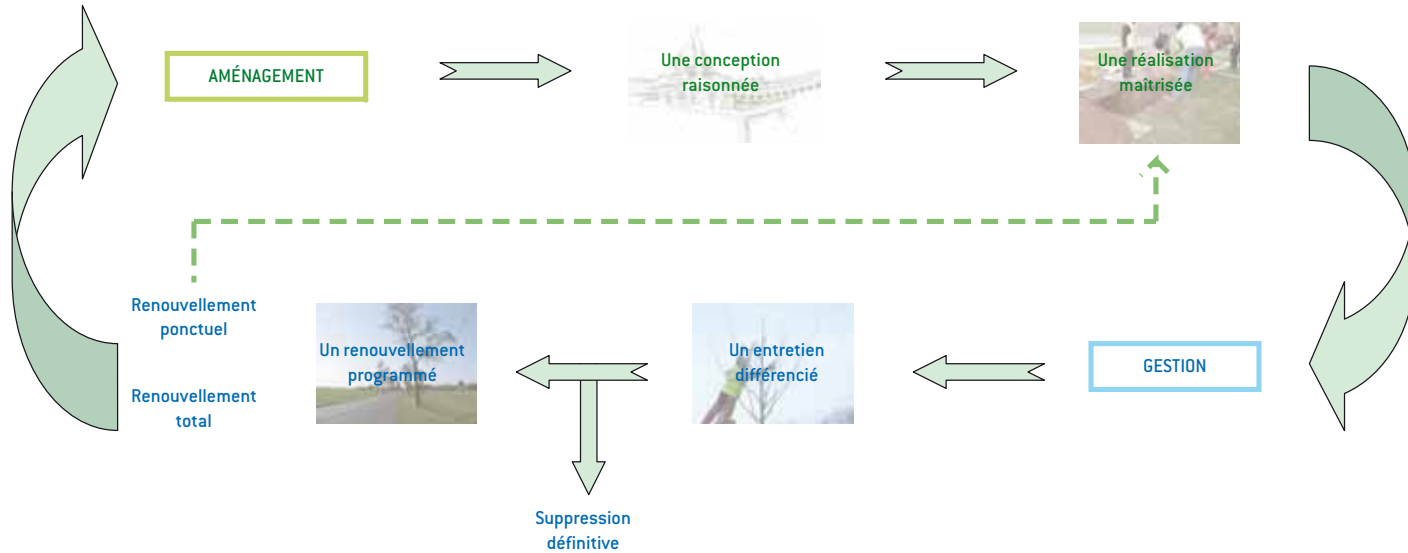 AMÉNAGEMENT
Une conception
raisonnée
Une réalisation
maîtrisée
Renouvellement
ponctuel
Renouvellement
total
Un renouvellement
programmé
Un entretien
différencié
GESTION
Suppression
définitive